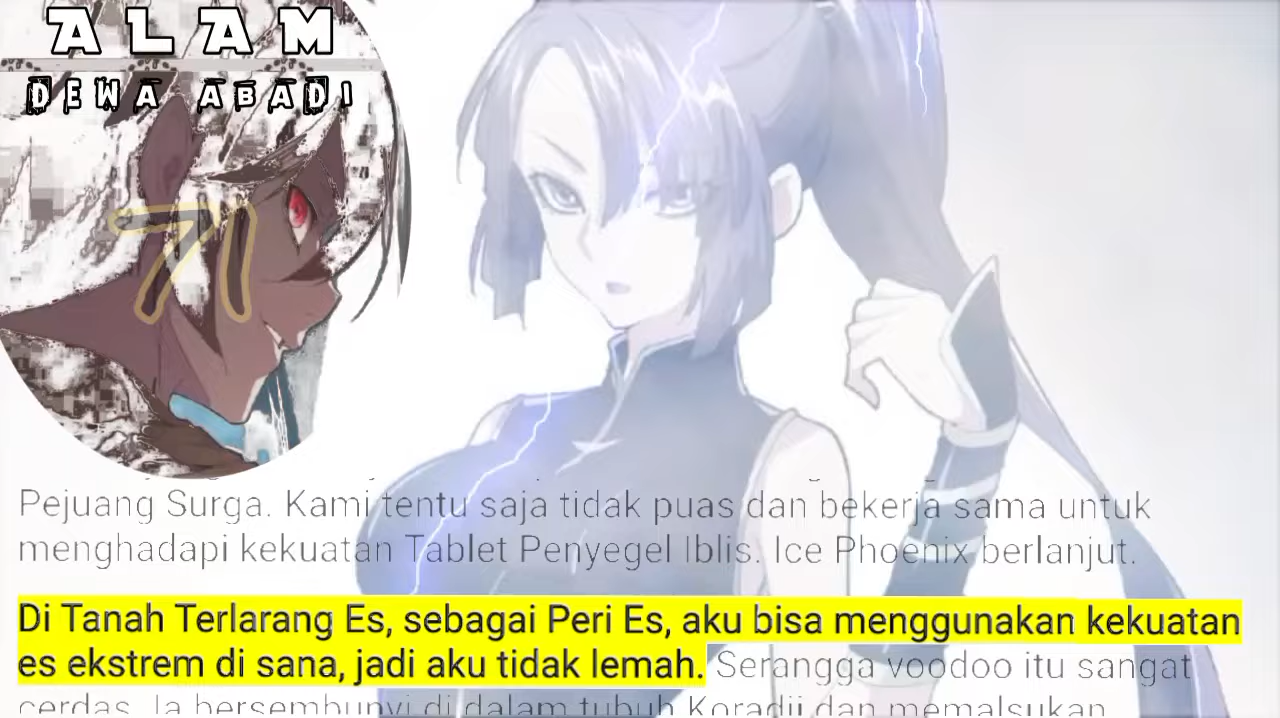 ALAM
DEWA ABADI
71
Pejuang Surga. Kami tentu saja tidak puas dan bekerja sama untuk
menghadapi kekuatan Tablet Penyegel Iblis. Ice Phoenix berlanjut.
Di Tanah Terlarang Es, sebagai Peri Es, aku bisa menggunakan kekuatan
es ekstrem di sana, jadi aku tidak lemah. Serangga voodoo itu sangat
cerdas. Ia bersembunyi di dalam tubuh Koradji dan memalsukan